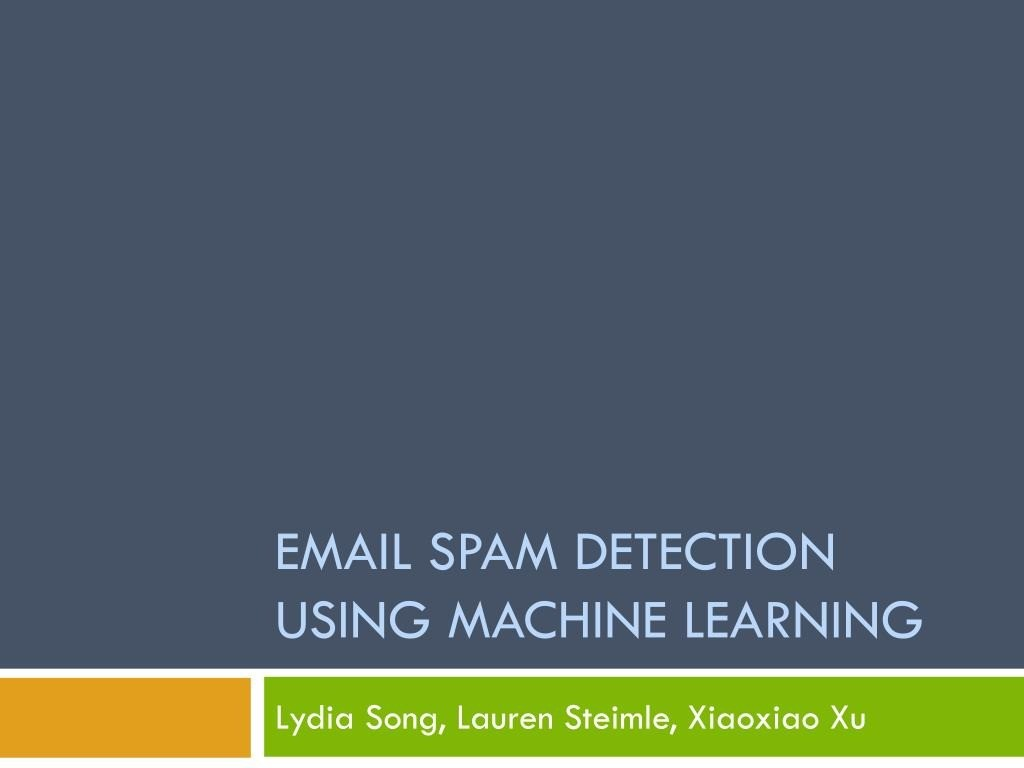 EMAIL SPAM DETECTION
USING MACHINE LEARNING
Lydia Song, Lauren Steimle, Xiaoxiao Xu